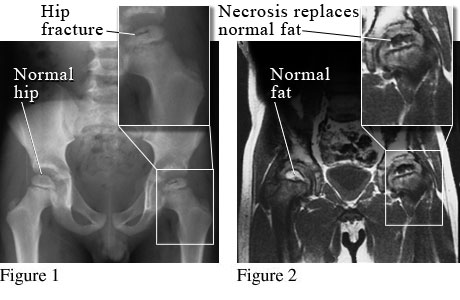 Hip
fracture
Normal
hip
Figure 1
Necrosis replaces
normal fat
Normal
fat
Figure 2